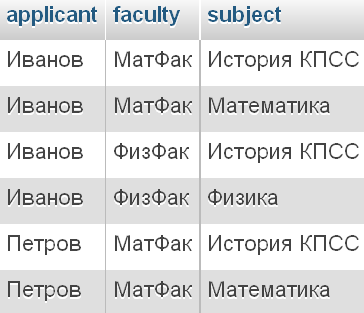 applicant faculty subject
Иванов МатФак История КПСС
Иванов МатФак Математика
Иванов ФизФак История КПСС
Иванов ФизФак Физика
Петров МатФак История КПСС
Петров МатФак Математика